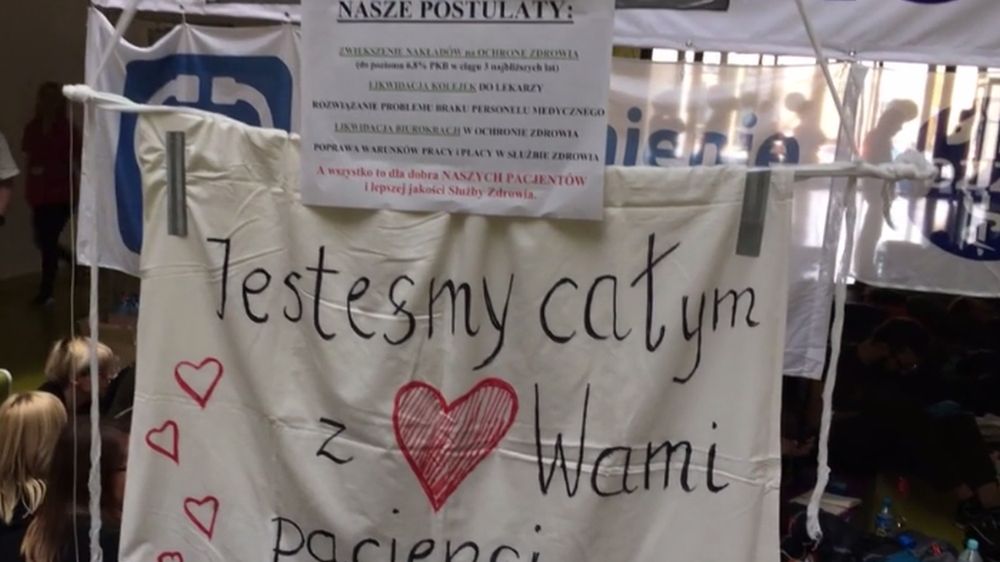 NASZE POSTULATY:
ZWIĘKSZENIE NAKŁADÓW na OCHRONĘ ZDROWIA
(do poziomu 6,8% PKB w ciągu 3 najbliższych lat)
LIKWIDACJA KOLEJEK DO LEKARZY
ROZWIĄZANIE PROBLEMU BRAKU PERSONELU MEDYCZNEGO
LIKWIDACJA BIUROKRACJI W OCHRONIE ZDROWIA
POPRAWA WARUNKÓW PRACY i PŁACY W SŁUŻBIE ZDROWIA
A wszystko to dla dobra NASZYCH PACJENTÓW
i lepszej jakości Służby Zdrowia.
Jesteśmy całym
z Wami
pacjenci